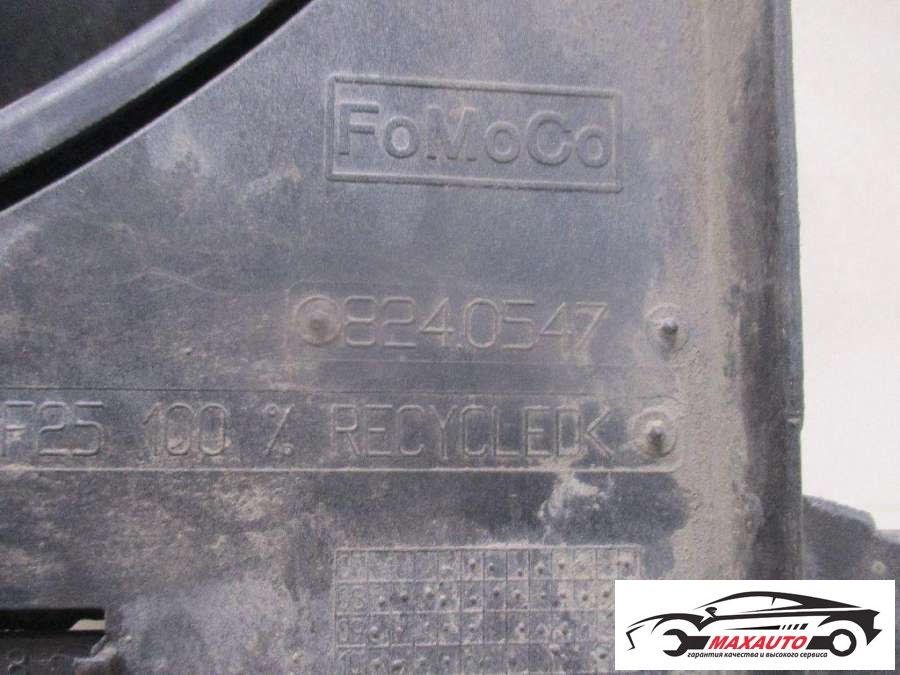 FoMoCo
8240547
F25 100 % RECYCLEDK
MAXAUTO
гарантия качества и высокого сервиса